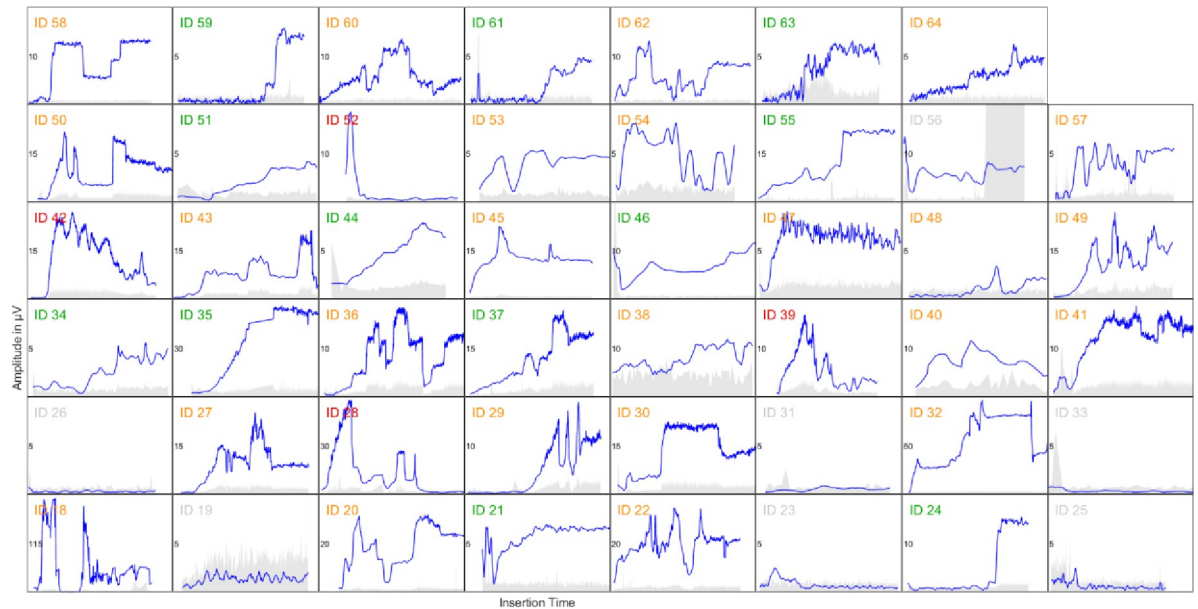 ID 58 ID 59 ID 60 ID 61 ID 62 ID 63 ID 64
10 5 10 5 10 5 10
ID 50 ID 51 ID 52 ID 53 ID 54 ID 55 ID 56 ID 57
15 5 10 5 5 5 10 15
ID 42 ID 43 ID 44 ID 45 ID 46 ID 47 ID 48 ID 49
15 15 5 15 10 15 5 15
ID 34 ID 35 ID 36 ID 37 ID 38 ID 39 ID 40 ID 41
5 30 10 15 5 10 10 10
ID 26 ID 27 ID 28 ID 29 ID 30 ID 31 ID 32 ID 33
5 15 30 10 15 5 50 5
ID 18 ID 19 ID 20 ID 21 ID 22 ID 23 ID 24 ID 25
115 5 20 5 20 5 10 5
Amplitude in µV
Insertion Time